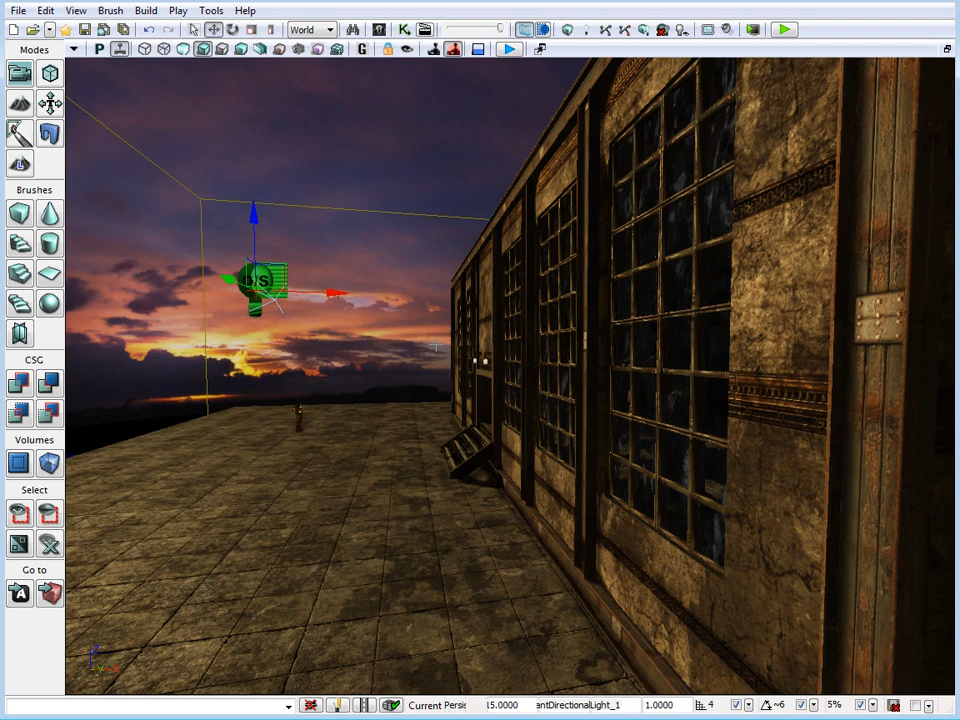 File Edit View Brush Build Play Tools Help
World
Modes
P
G
Brushes
CSG
Volumes
Select
Go to
Current Persis
15.0000
antDirectionalLight_1
1.0000
4
~6
5%